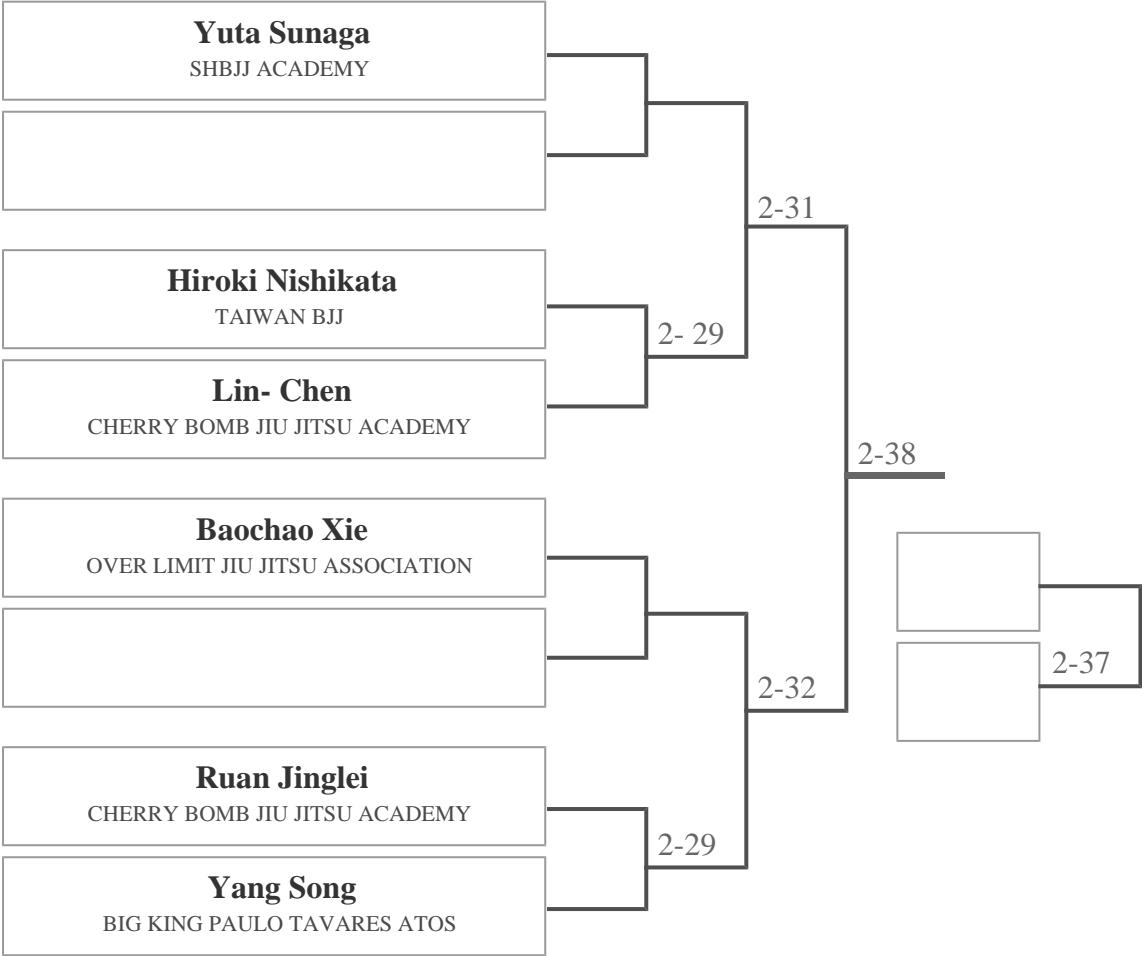 Yuta Sunaga
SHBJJ ACADEMY
2-31
Hiroki Nishikata
TAIWAN BJJ
2- 29
Lin- Chen
CHERRY BOMB JIU JITSU ACADEMY
2-38
Baochao Xie
OVER LIMIT JIU JITSU ASSOCIATION
2-37
2-32
Ruan Jinglei
CHERRY BOMB JIU JITSU ACADEMY
2-29
Yang Song
BIG KING PAULO TAVARES ATOS